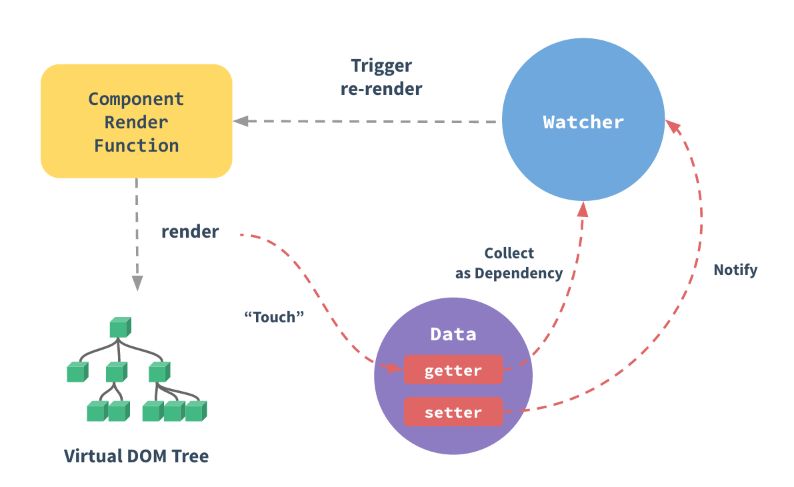 Trigger
re-render
Component
Render
Function
Watcher
render
Collect
as Dependency
Notify
“Touch”
Data
getter
setter
Virtual DOM Tree